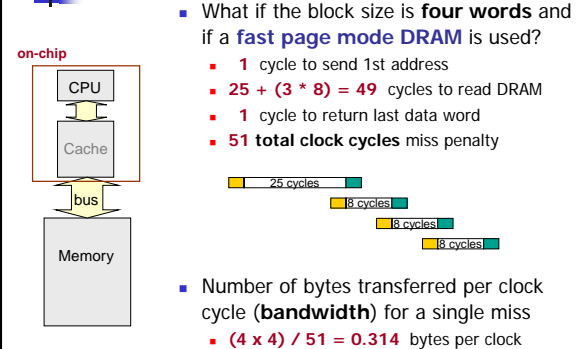 What if the block size is four words and
if a fast page mode DRAM is used?
1 cycle to send 1st address
25 + (3 * 8) = 49 cycles to read DRAM
1 cycle to return last data word
51 total clock cycles miss penalty
on-chip
CPU
Cache
bus
Memory
25 cycles
8 cycles
8 cycles
8 cycles
Number of bytes transferred per clock
cycle (bandwidth) for a single miss
(4 x 4) / 51 = 0.314 bytes per clock